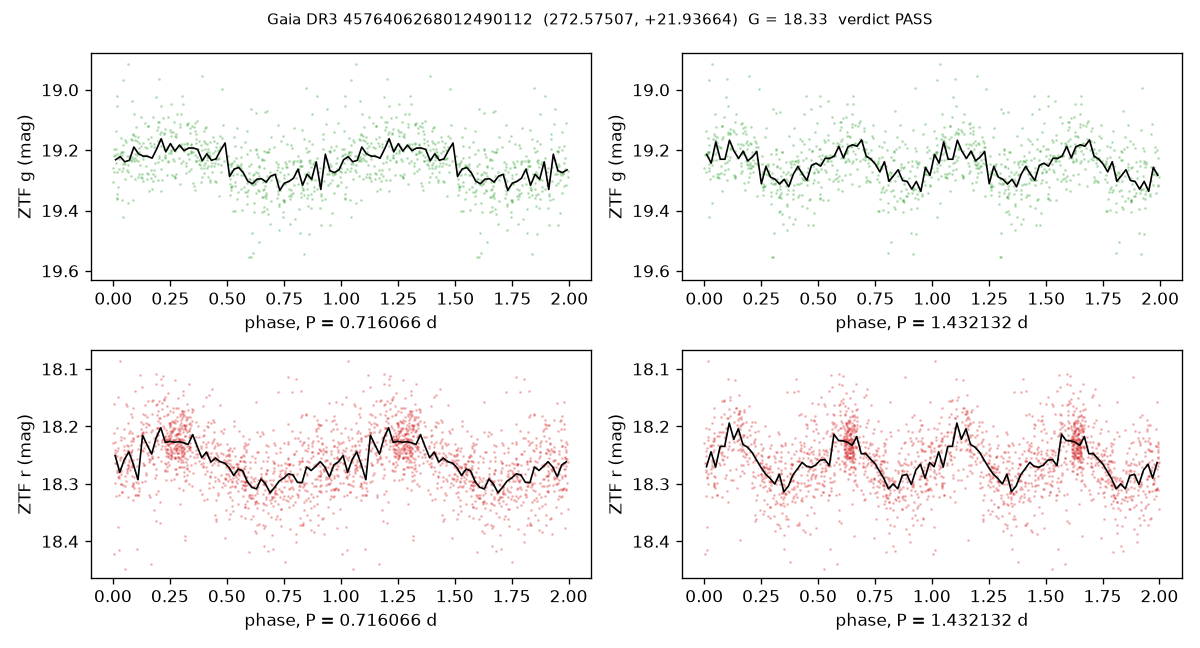 Gaia DR3 4576406268012490112 (272.57507, +21.93664) G = 18.33 verdict PASS
ZTF g (mag)
19.0
19.2
19.4
19.6
0.00 0.25 0.50 0.75 1.00 1.25 1.50 1.75 2.00
phase, P = 0.716066 d
ZTF g (mag)
19.0
19.2
19.4
19.6
0.00 0.25 0.50 0.75 1.00 1.25 1.50 1.75 2.00
phase, P = 1.432132 d
ZTF r (mag)
18.1
18.2
18.3
18.4
0.00 0.25 0.50 0.75 1.00 1.25 1.50 1.75 2.00
phase, P = 0.716066 d
ZTF r (mag)
18.1
18.2
18.3
18.4
0.00 0.25 0.50 0.75 1.00 1.25 1.50 1.75 2.00
phase, P = 1.432132 d